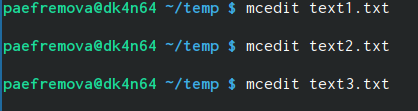 paefremova@dk4n64 ~/temp $ mcedit text1.txt
paefremova@dk4n64 ~/temp $ mcedit text2.txt
paefremova@dk4n64 ~/temp $ mcedit text3.txt